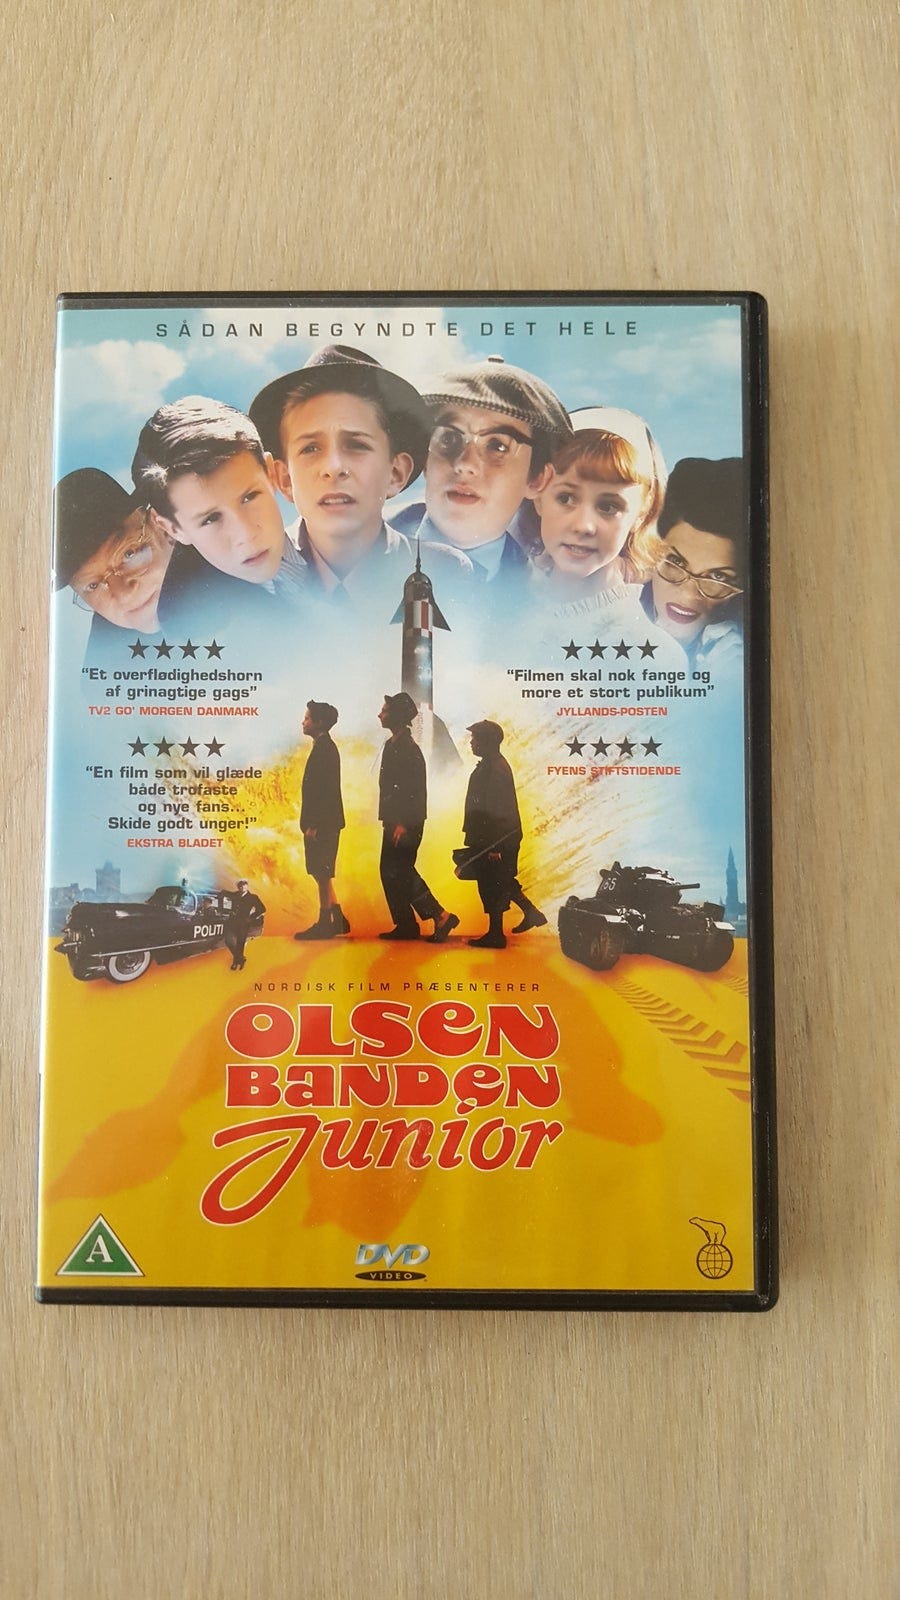 SÅDAN BEGYNDTE DET HELE
★★★★
“Et overflødighedshorn
af grinagtige gags”
TV2 GO' MORGEN DANMARK
★★★★
“En film som vil glæde
både trofaste
og nye fans...
Skide godt unger!”
EKSTRA BLADET
★★★★
“Filmen skal nok fange og
more et stort publikum”
JYLLANDS-POSTEN
★★★★
FYENS STIFTSTIDENDE
POLITI
65
NORDISK FILM PRÆSENTERER
OLSEN
BANDEN
Junior
A
DVD
VIDEO